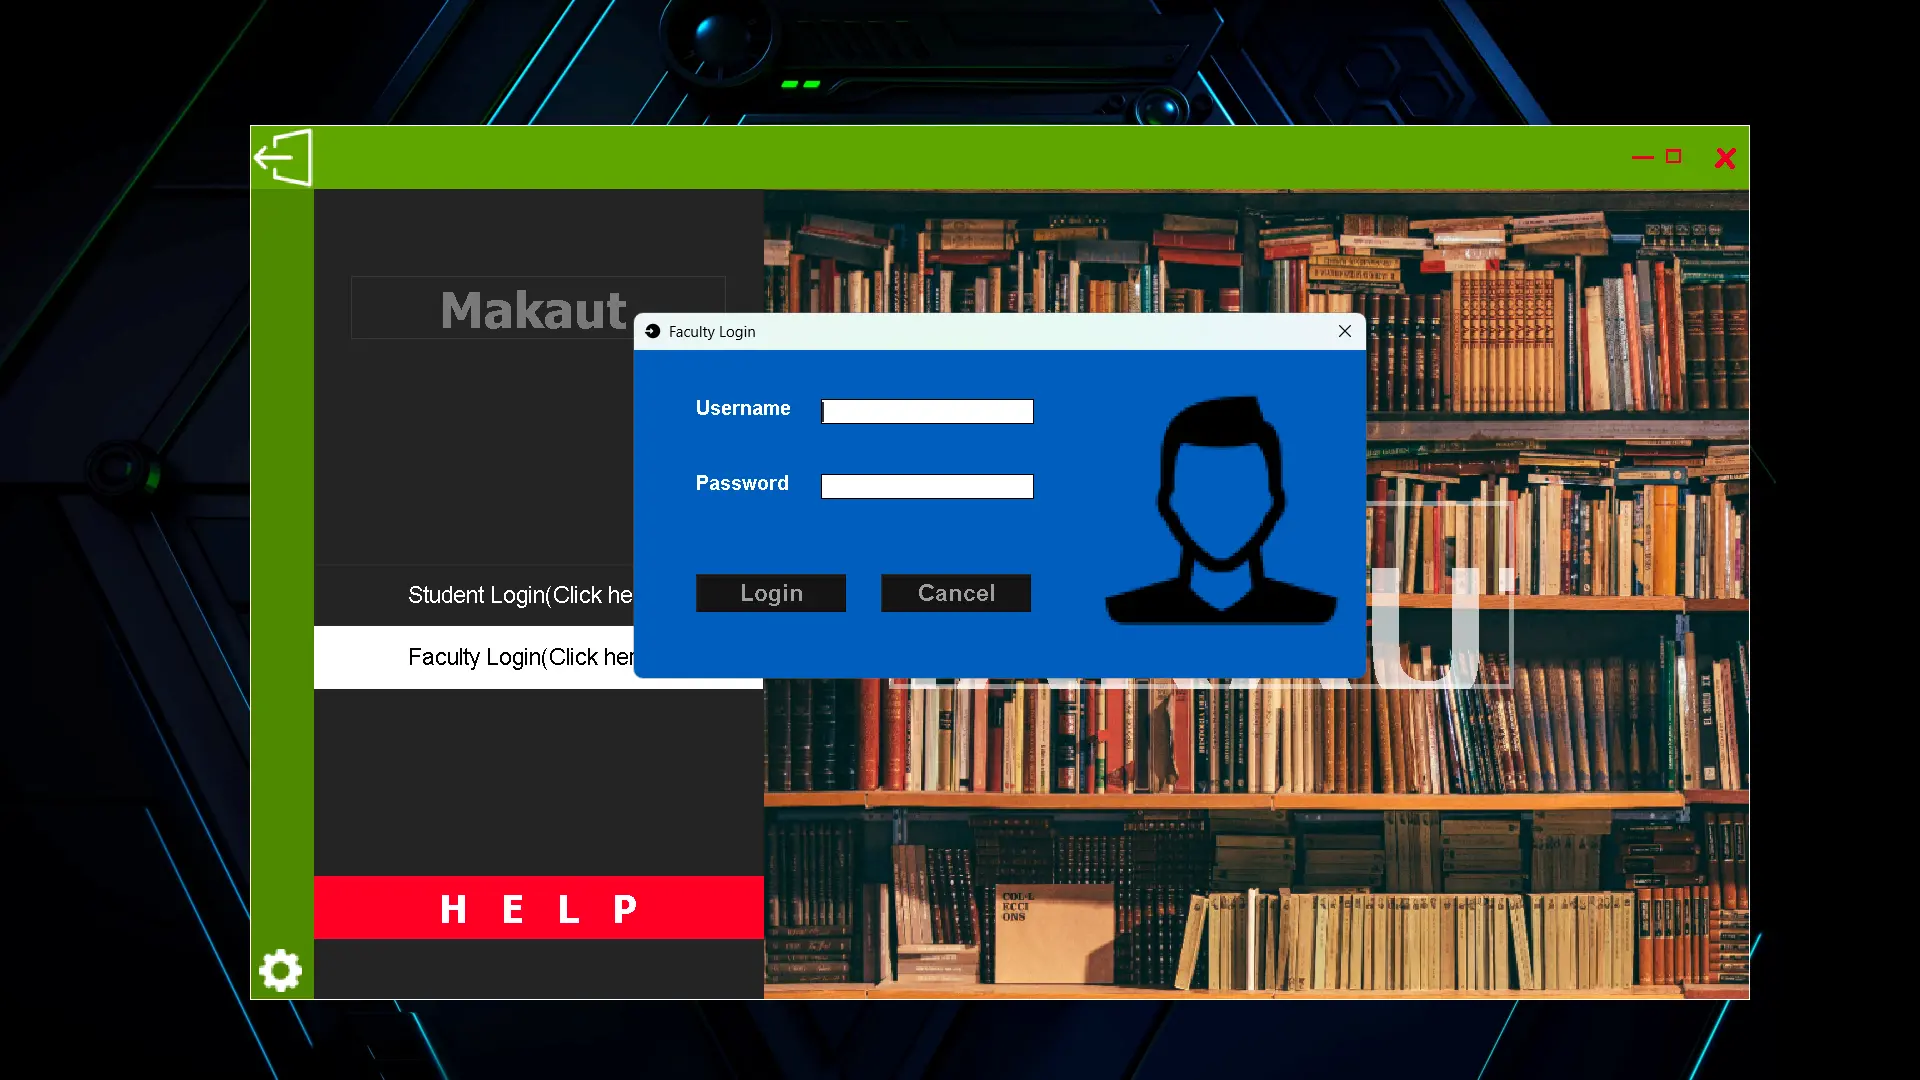 Makaut
Faculty Login
Username
Password
Login
Cancel
Student Login(Click he
Faculty Login(Click her
U
H E L P
COL-L
ECCI
ONS